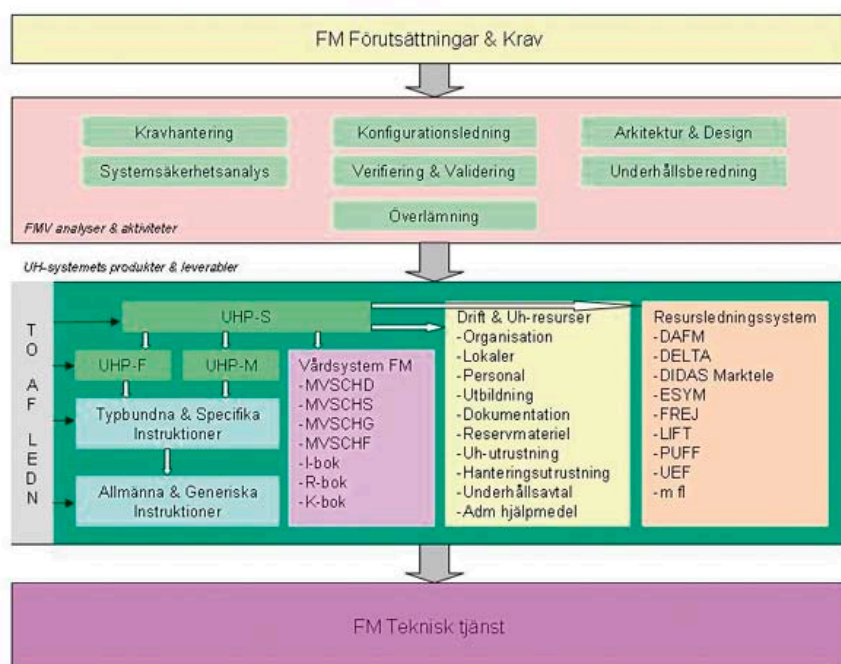 FM Förutsättningar & Krav
Kravhantering
Konfigurationsledning
Arkitektur & Design
Systemsäkerhetsanalys
Verifiering & Validering
Underhållsberedning
Överlämning
FMV analyser & aktiviteter
UH-systemets produkter & leverabler
TO AF LEDN
UHP-S
UHP-F
UHP-M
Typbundna & Specifika
Instruktioner
Allmänna & Generiska
Instruktioner
Vårdsystem FM
-MVSCHD
-MVSCHS
-MVSCHG
-MVSCHF
-I-bok
-R-bok
-K-bok
Drift & Uh-resurser
-Organisation
-Lokaler
-Personal
-Utbildning
-Dokumentation
-Reservmateriel
-Uh-utrustning
-Hanteringsutrustning
-Underhållsavtal
-Adm hjälpmedel
Resursledningssystem
-DAFM
-DELTA
-DIDAS Marktele
-ESYM
-FREJ
-LIFT
-PUFF
-UEF
-m fl
FM Teknisk tjänst